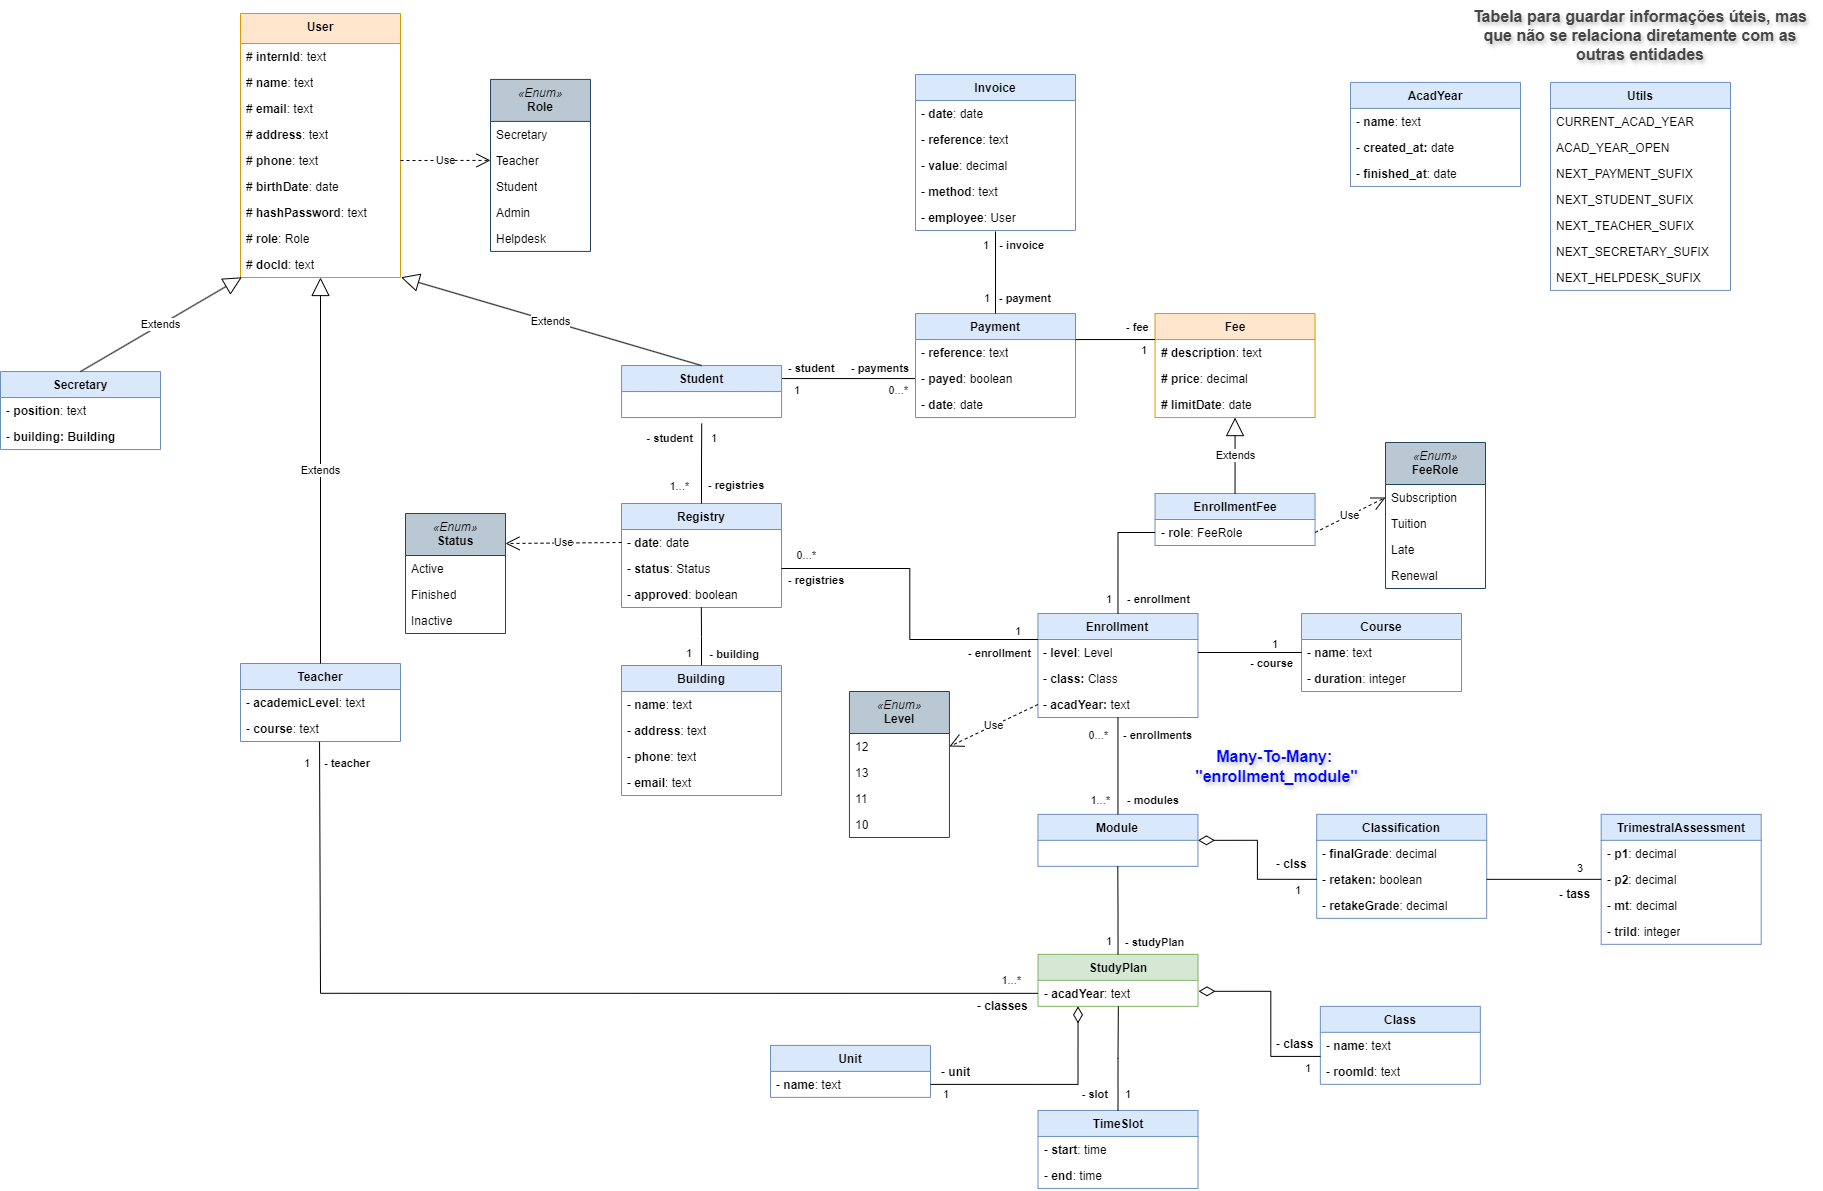 Tabela para guardar informações úteis, mas
que não se relaciona diretamente com as
outras entidades
User
# internId: text
# name: text
# email: text
# address: text
# phone: text
# birthDate: date
# hashPassword: text
# role: Role
# docId: text
Use
«Enum»
Role
Secretary
Teacher
Student
Admin
Helpdesk
Invoice
- date: date
- reference: text
- value: decimal
- method: text
- employee: User
1
- invoice
1
- payment
AcadYear
- name: text
- created_at: date
- finished_at: date
Utils
CURRENT_ACAD_YEAR
ACAD_YEAR_OPEN
NEXT_PAYMENT_SUFIX
NEXT_STUDENT_SUFIX
NEXT_TEACHER_SUFIX
NEXT_SECRETARY_SUFIX
NEXT_HELPDESK_SUFIX
Extends
Extends
Extends
Secretary
- position: text
- building: Building
Student
- student
- payments
1
0...*
Payment
- reference: text
- payed: boolean
- date: date
- fee
1
Fee
# description: text
# price: decimal
# limitDate: date
Extends
- student
1
1...*
- registries
EnrollmentFee
- role: FeeRole
Use
«Enum»
FeeRole
Subscription
Tuition
Late
Renewal
«Enum»
Status
Active
Finished
Inactive
Use
Registry
- date: date
- status: Status
- approved: boolean
0...*
- registries
1
- enrollment
1
- enrollment
1
- building
Building
- name: text
- address: text
- phone: text
- email: text
Enrollment
- level: Level
- class: Class
- acadYear: text
1
- course
Course
- name: text
- duration: integer
Teacher
- academicLevel: text
- course: text
1
- teacher
«Enum»
Level
12
13
11
10
Use
0...*
- enrollments
Many-To-Many:
"enrollment_module"
1...*
- modules
Module
- clss
1
Classification
- finalGrade: decimal
- retaken: boolean
- retakeGrade: decimal
3
- tass
TrimestralAssessment
- p1: decimal
- p2: decimal
- mt: decimal
- triId: integer
1
- studyPlan
1...*
- classes
StudyPlan
- acadYear: text
- class
1
Class
- name: text
- roomId: text
Unit
- name: text
- unit
1
- slot
1
TimeSlot
- start: time
- end: time